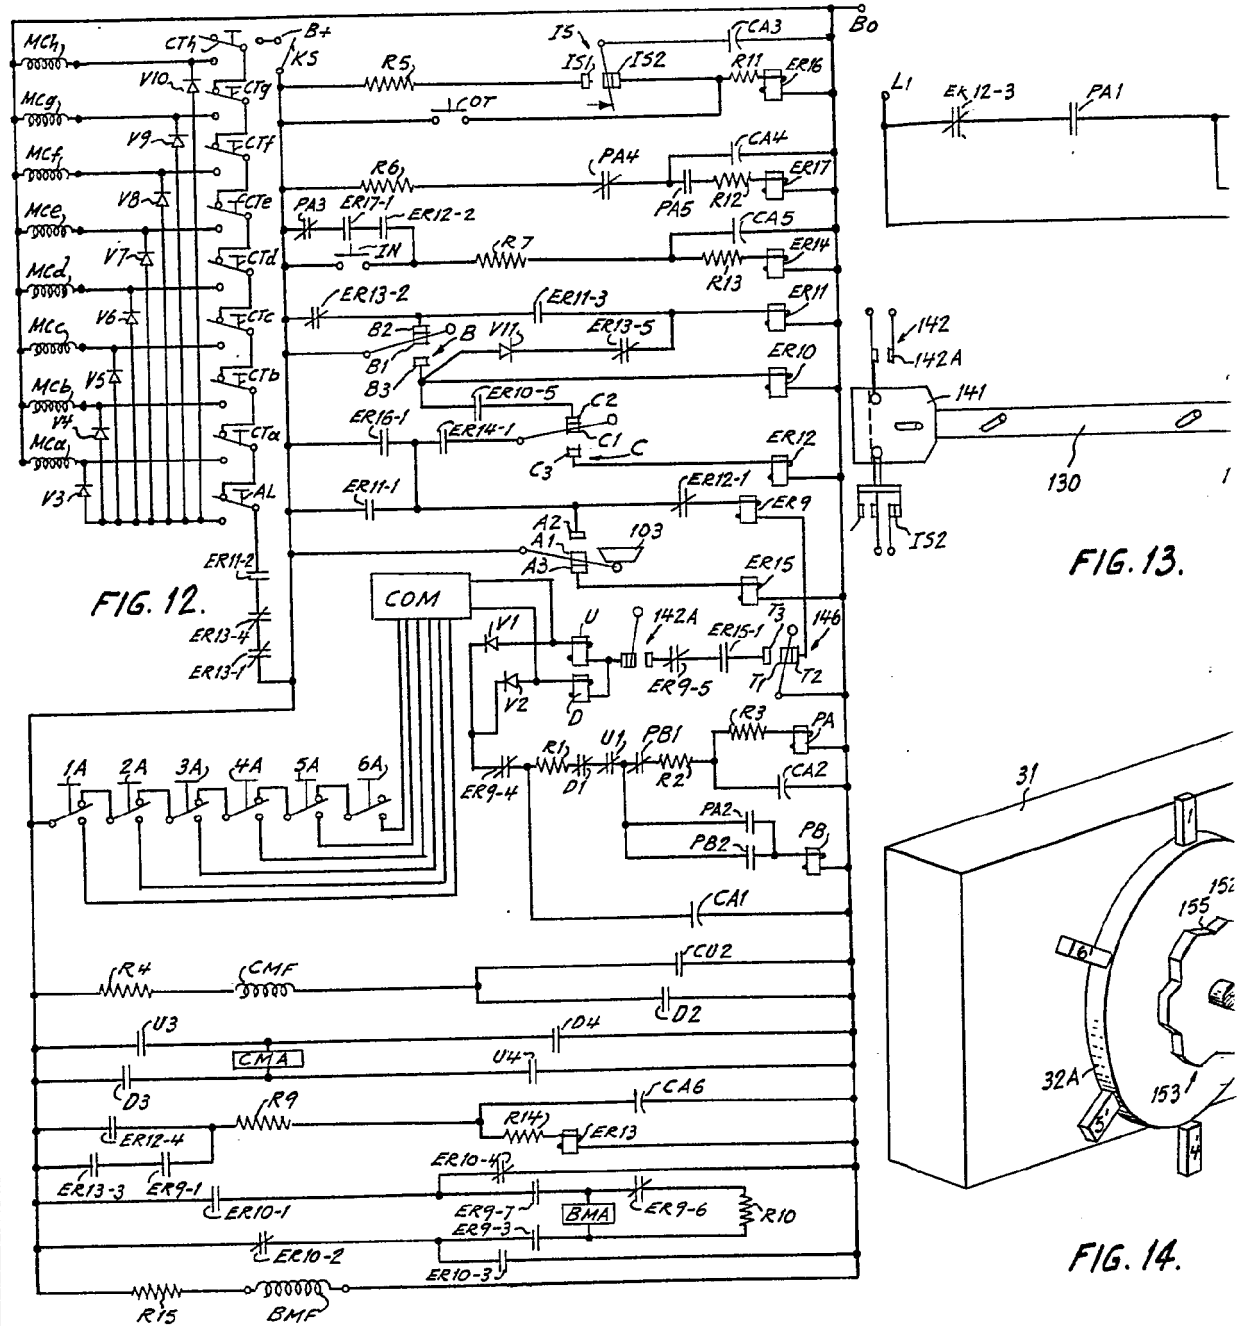 Bo
B+
KS
CTh
MCh
V10
CTg
MCg
V9
CTf
MCf
V8
CTe
MCe
V7
CTd
MCd
V6
CTc
MCc
V5
CTb
MCb
V4
CTa
MCa
V3
AL
ER11-2
ER13-4
ER13-1
FIG. 12.
IS
CA3
R5
IS1
IS2
R11
ER16
OT
CA4
R6
PA4
PA5
R12
ER17
PA3
ER17-1
ER12-2
CA5
IN
R7
R13
ER14
ER13-2
ER11-3
ER11
B2
B
B1
B3
V11
ER13-5
ER10
ER10-5
ER16-1
ER14-1
C2
C1
C
C3
ER12
ER11-1
ER12-1
ER9
A2
A1
A3
103
ER15
COM
V1
U
142A
ER15-1
T3
146
V2
D
ER9-5
T1
T2
R3
PA
ER9-4
R1
D1
U1
PB1
R2
CA2
PA2
PB2
PB
CA1
1A
2A
3A
4A
5A
6A
R4
CMF
CU2
D2
U3
D4
CMA
D3
U4
R9
CA6
ER12-4
R14
ER13
ER13-3
ER9-1
ER10-4
ER10-1
ER9-7
BMA
ER9-6
R10
ER9-3
ER10-2
ER10-3
R15
BMF
L1
ER12-3
PA1
142
142A
141
130
1
IS2
FIG. 13.
31
1
152
155
6
32A
153
5
4
FIG. 14.